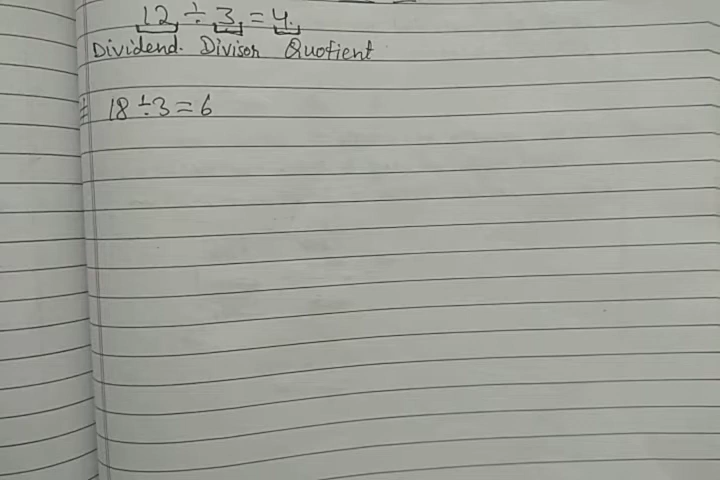 12 ÷ 3 = 4.
Dividend. Divisor Quotient
18 ÷ 3 = 6